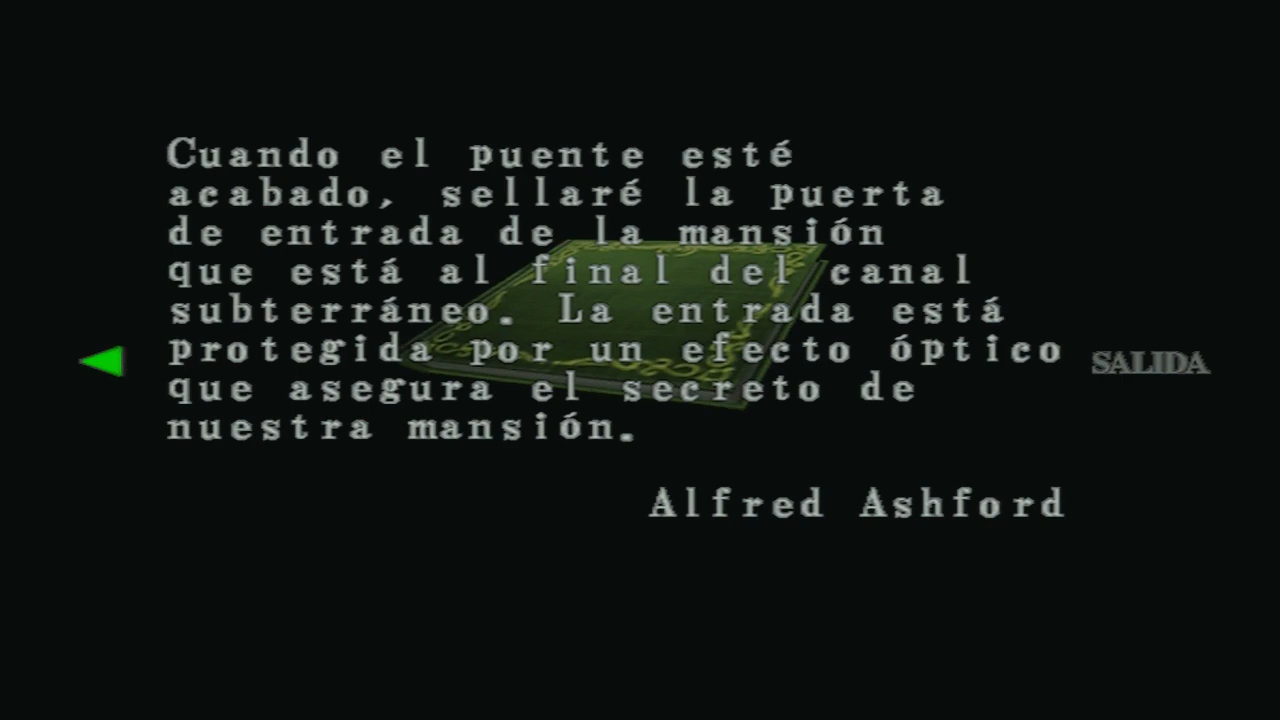 Cuando el puente esté
acabado, sellaré la puerta
de entrada de la mansión
que está al final del canal
subterráneo. La entrada está
protegida por un efecto óptico
SALIDA
que asegura el secreto de
nuestra mansión.
Alfred Ashford